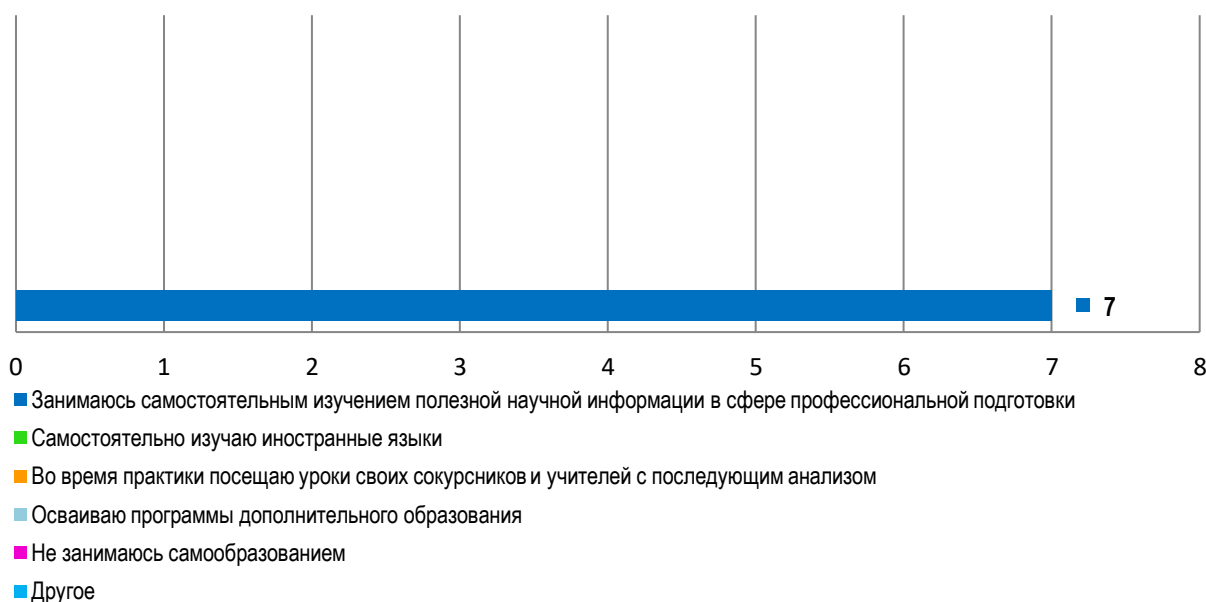 7
0 1 2 3 4 5 6 7 8
Занимаюсь самостоятельным изучением полезной научной информации в сфере профессиональной подготовки
Самостоятельно изучаю иностранные языки
Во время практики посещаю уроки своих сокурсников и учителей с последующим анализом
Осваиваю программы дополнительного образования
Не занимаюсь самообразованием
Другое